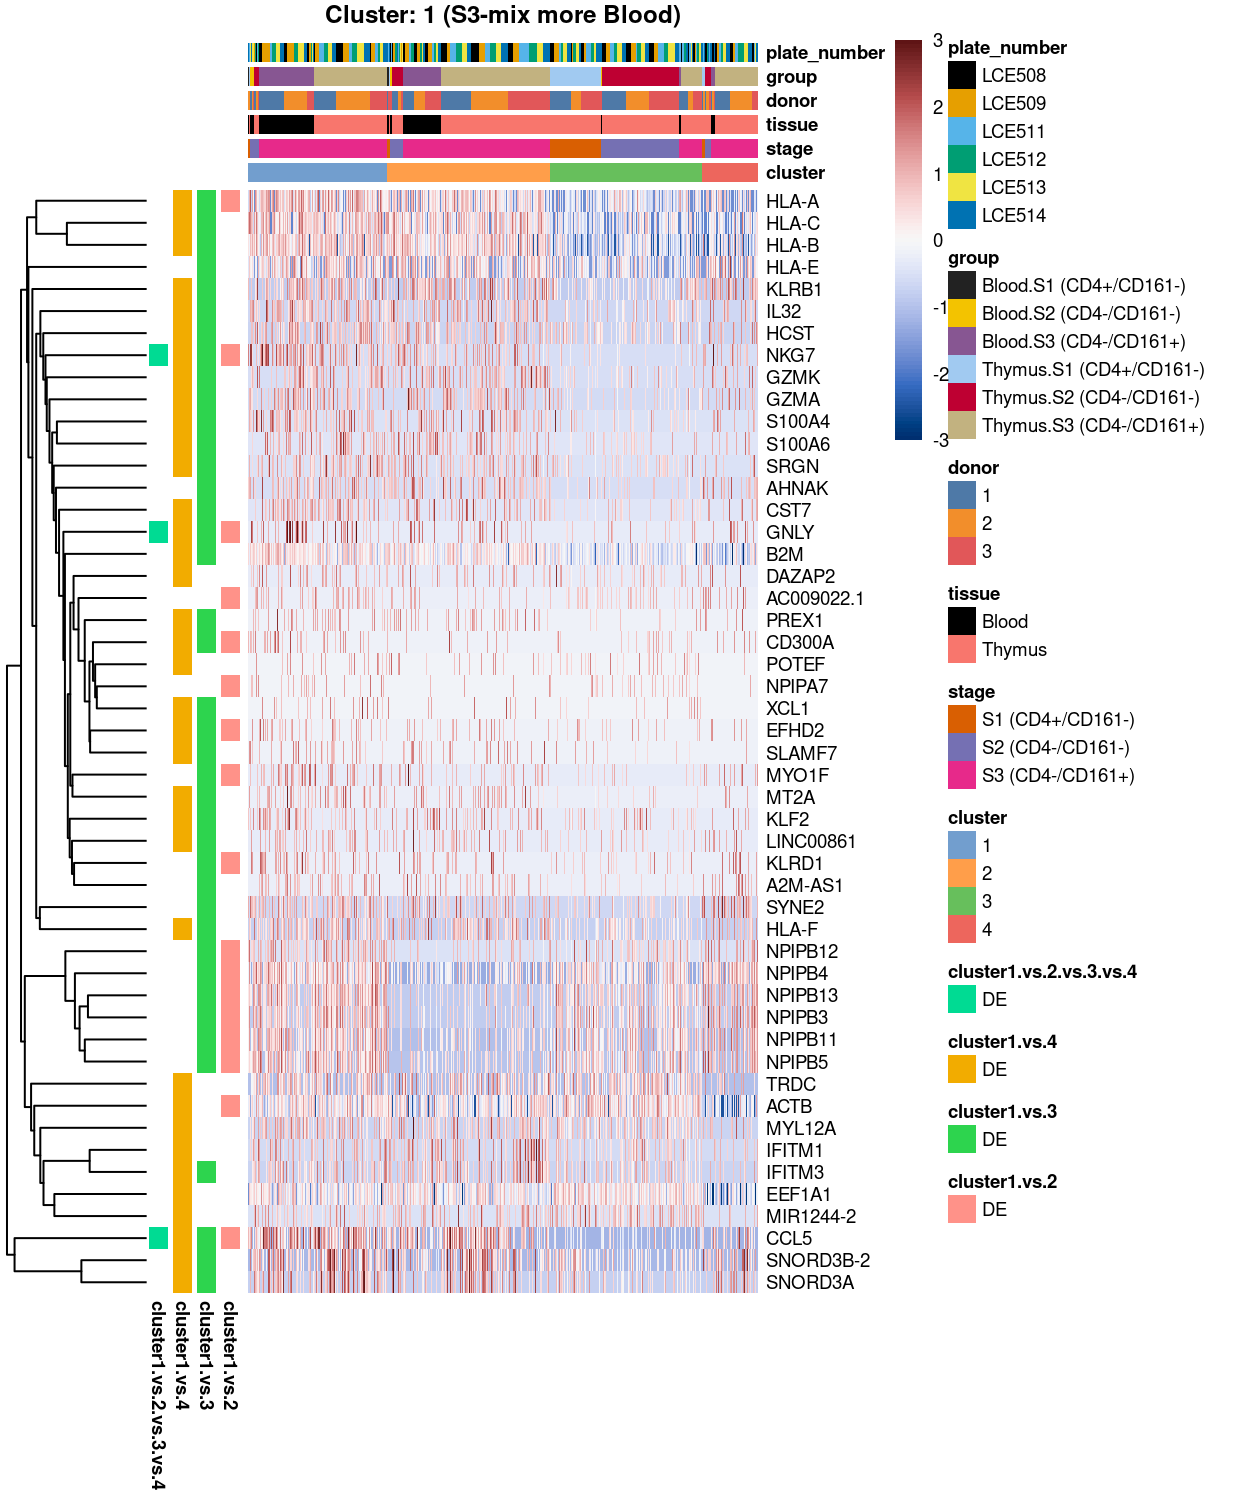 Cluster: 1 (S3-mix more Blood)
plate_number
group
donor
tissue
stage
cluster
HLA-A
HLA-C
HLA-B
HLA-E
KLRB1
IL32
HCST
NKG7
GZMK
GZMA
S100A4
S100A6
SRGN
AHNAK
CST7
GNLY
B2M
DAZAP2
AC009022.1
PREX1
CD300A
POTEF
NPIPA7
XCL1
EFHD2
SLAMF7
MYO1F
MT2A
KLF2
LINC00861
KLRD1
A2M-AS1
SYNE2
HLA-F
NPIPB12
NPIPB4
NPIPB13
NPIPB3
NPIPB11
NPIPB5
TRDC
ACTB
MYL12A
IFITM1
IFITM3
EEF1A1
MIR1244-2
CCL5
SNORD3B-2
SNORD3A
cluster1.vs.2.vs.3.vs.4
cluster1.vs.4
cluster1.vs.3
cluster1.vs.2
3
2
1
0
-1
-2
-3
plate_number
LCE508
LCE509
LCE511
LCE512
LCE513
LCE514
group
Blood.S1 (CD4+/CD161-)
Blood.S2 (CD4-/CD161-)
Blood.S3 (CD4-/CD161+)
Thymus.S1 (CD4+/CD161-)
Thymus.S2 (CD4-/CD161-)
Thymus.S3 (CD4-/CD161+)
donor
1
2
3
tissue
Blood
Thymus
stage
S1 (CD4+/CD161-)
S2 (CD4-/CD161-)
S3 (CD4-/CD161+)
cluster
1
2
3
4
cluster1.vs.2.vs.3.vs.4
DE
cluster1.vs.4
DE
cluster1.vs.3
DE
cluster1.vs.2
DE